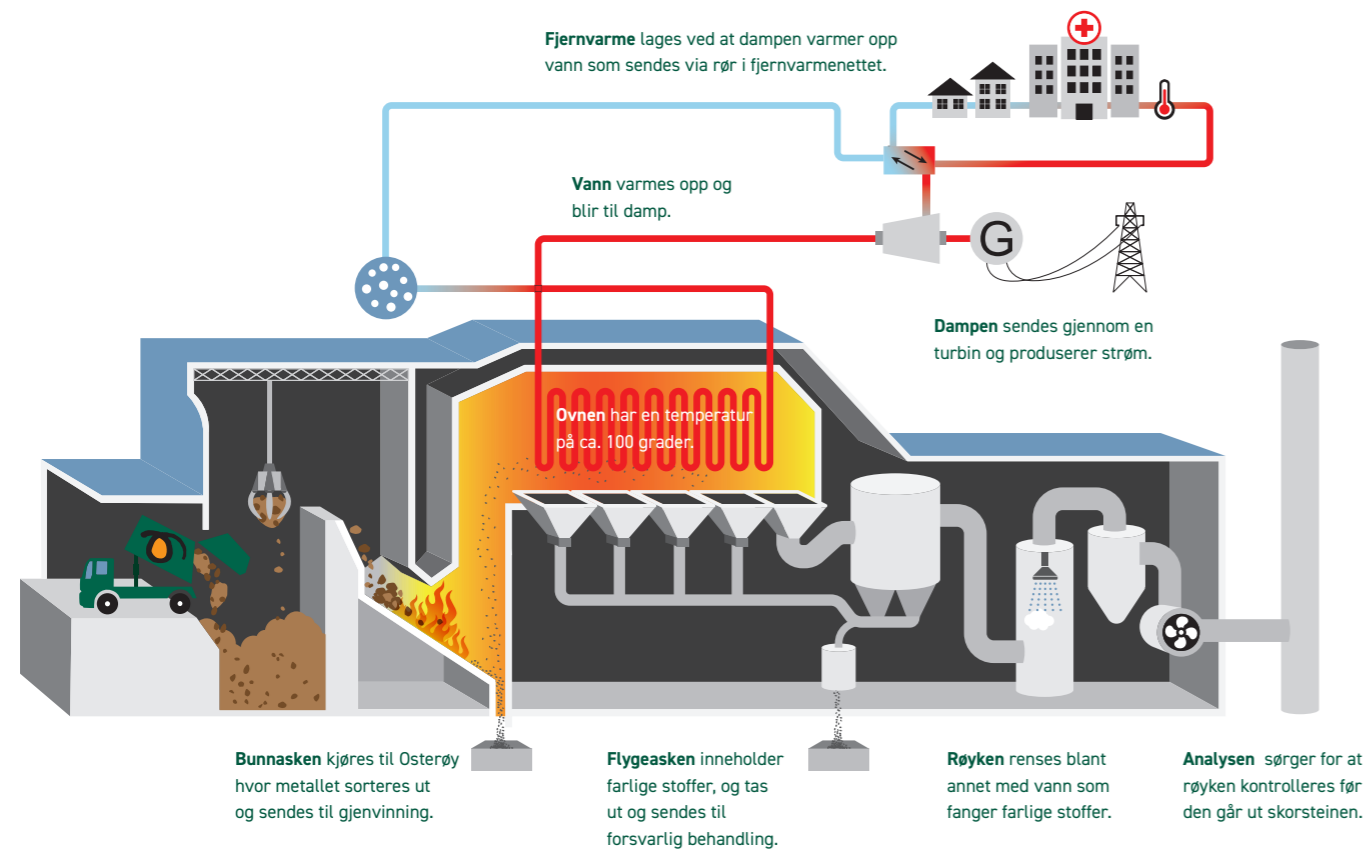 Fjernvarme lages ved at dampen varmer opp
vann som sendes via rør i fjernvarmenettet.
Vann varmes opp og
blir til damp.
G
Dampen sendes gjennom en
turbin og produserer strøm.
Ovnen har en temperatur
på ca. 100 grader.
Bunnasken kjøres til Osterøy
hvor metallet sorteres ut
og sendes til gjenvinning.
Flygeasken inneholder
farlige stoffer, og tas
ut og sendes til
forsvarlig behandling.
Røyken renses blant
annet med vann som
fanger farlige stoffer.
Analysen sørger for at
røyken kontrolleres før
den går ut skorsteinen.